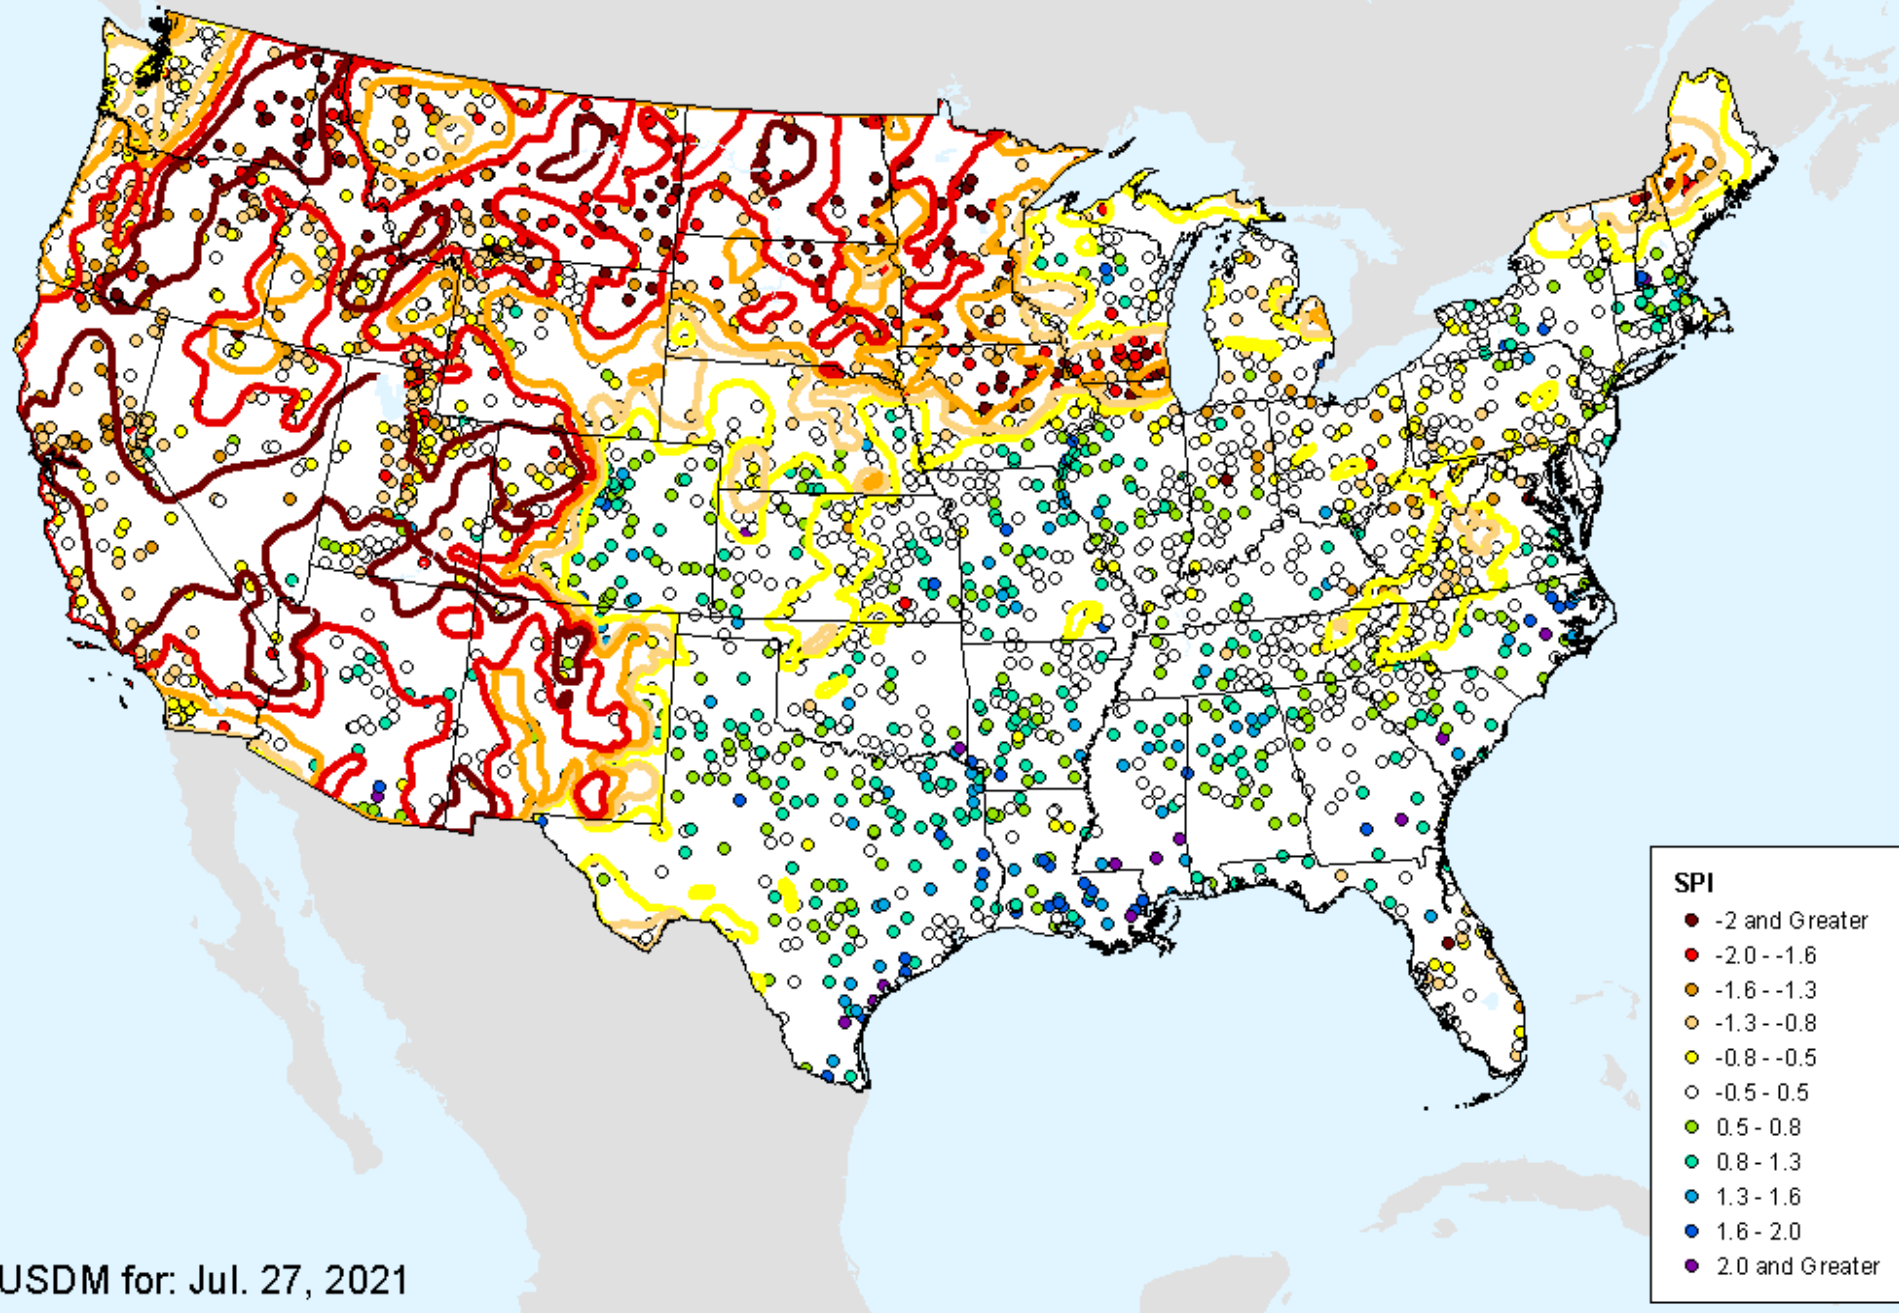 SPI
-2 and Greater
-2.0 - -1.6
-1.6 - -1.3
-1.3 - -0.8
-0.8 - -0.5
-0.5 - 0.5
0.5 - 0.8
0.8 - 1.3
1.3 - 1.6
1.6 - 2.0
2.0 and Greater
USDM for: Jul. 27, 2021